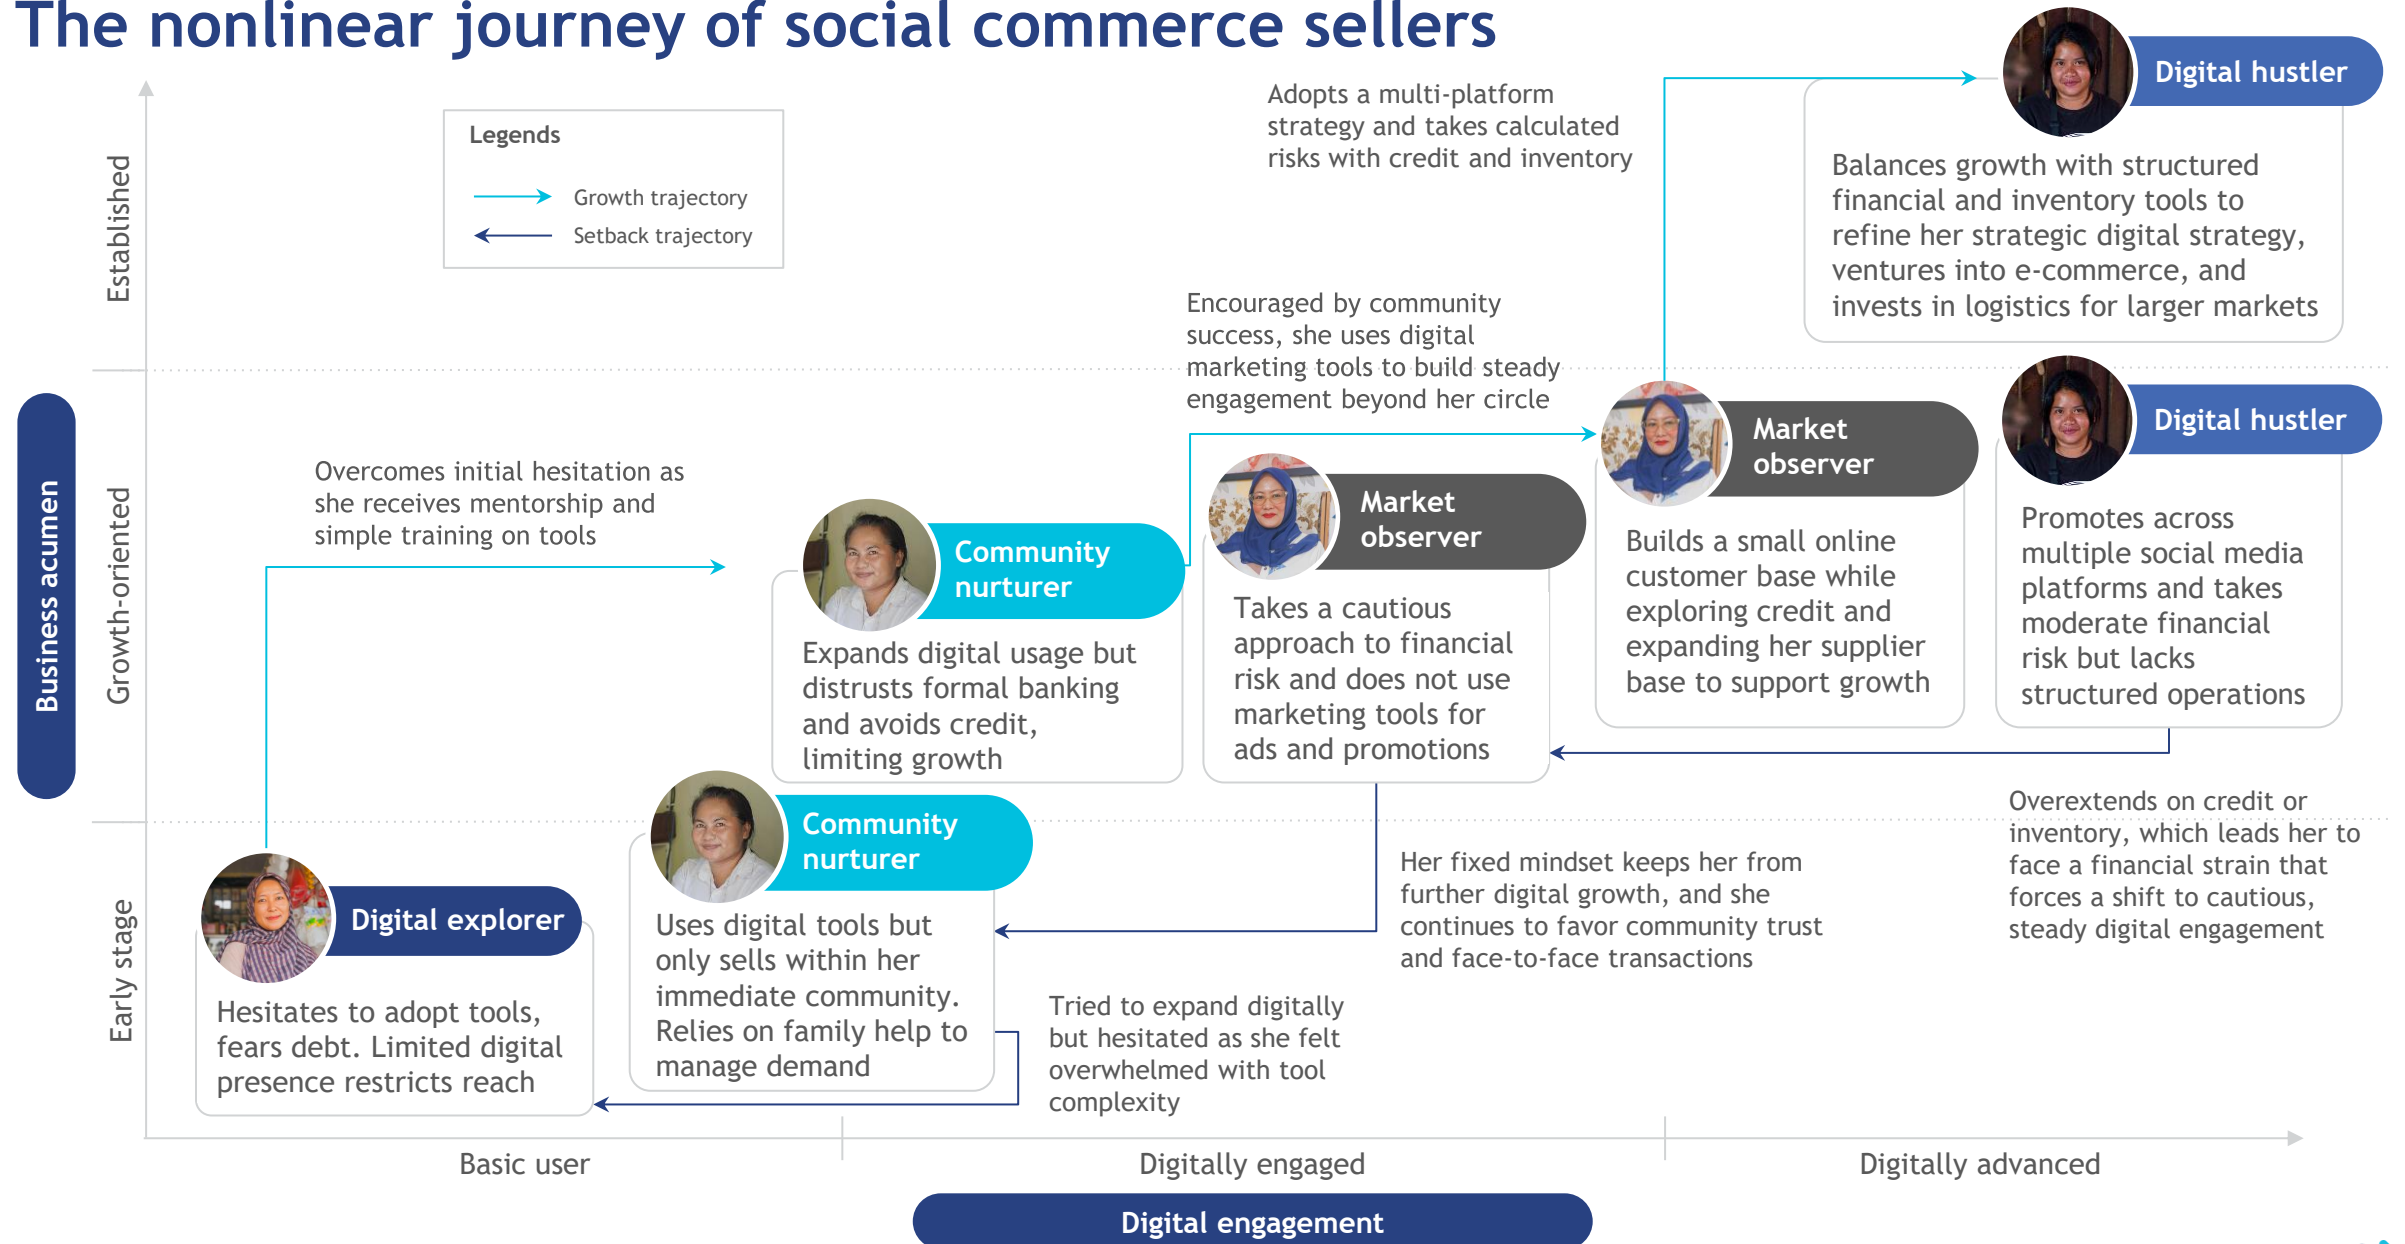 The nonlinear journey of social commerce sellers
Legends
Growth trajectory
Setback trajectory
Business acumen
Established
Growth-oriented
Early stage
Adopts a multi-platform
strategy and takes calculated
risks with credit and inventory
Digital hustler
Balances growth with structured
financial and inventory tools to
refine her strategic digital strategy,
ventures into e-commerce, and
invests in logistics for larger markets
Encouraged by community
success, she uses digital
marketing tools to build steady
engagement beyond her circle
Overcomes initial hesitation as
she receives mentorship and
simple training on tools
Community
nurturer
Expands digital usage but
distrusts formal banking
and avoids credit,
limiting growth
Market
observer
Takes a cautious
approach to financial
risk and does not use
marketing tools for
ads and promotions
Market
observer
Builds a small online
customer base while
exploring credit and
expanding her supplier
base to support growth
Digital hustler
Promotes across
multiple social media
platforms and takes
moderate financial
risk but lacks
structured operations
Digital explorer
Hesitates to adopt tools,
fears debt. Limited digital
presence restricts reach
Community
nurturer
Uses digital tools but
only sells within her
immediate community.
Relies on family help to
manage demand
Tried to expand digitally
but hesitated as she felt
overwhelmed with tool
complexity
Her fixed mindset keeps her from
further digital growth, and she
continues to favor community trust
and face-to-face transactions
Overextends on credit or
inventory, which leads her to
face a financial strain that
forces a shift to cautious,
steady digital engagement
Basic user
Digitally engaged
Digitally advanced
Digital engagement